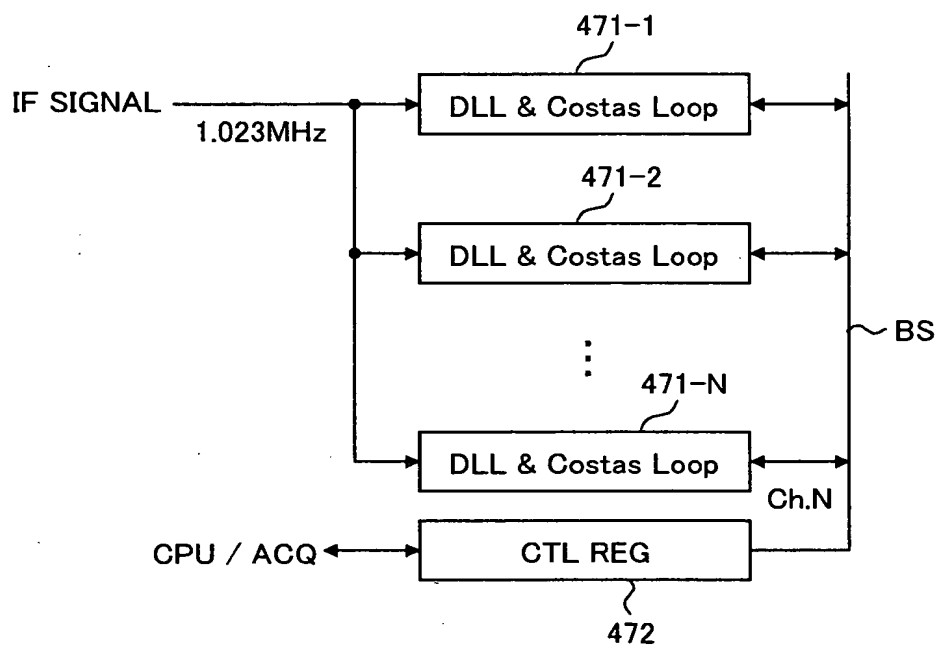 471-1
IF SIGNAL
DLL & Costas Loop
1.023MHz
471-2
DLL & Costas Loop
BS
471-N
DLL & Costas Loop
Ch.N
CPU / ACQ
CTL REG
472